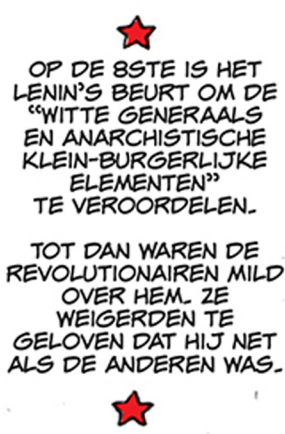 OP DE 8STE IS HET
LENIN'S BEURT OM DE
"WITTE GENERAALS
EN ANARCHISTISCHE
KLEIN-BURGERLIJKE
ELEMENTEN"
TE VEROORDELEN.
TOT DAN WAREN DE
REVOLUTIONAIREN MILD
OVER HEM. ZE
WEIGERDEN TE
GELOVEN DAT HIJ NET
ALS DE ANDEREN WAS.